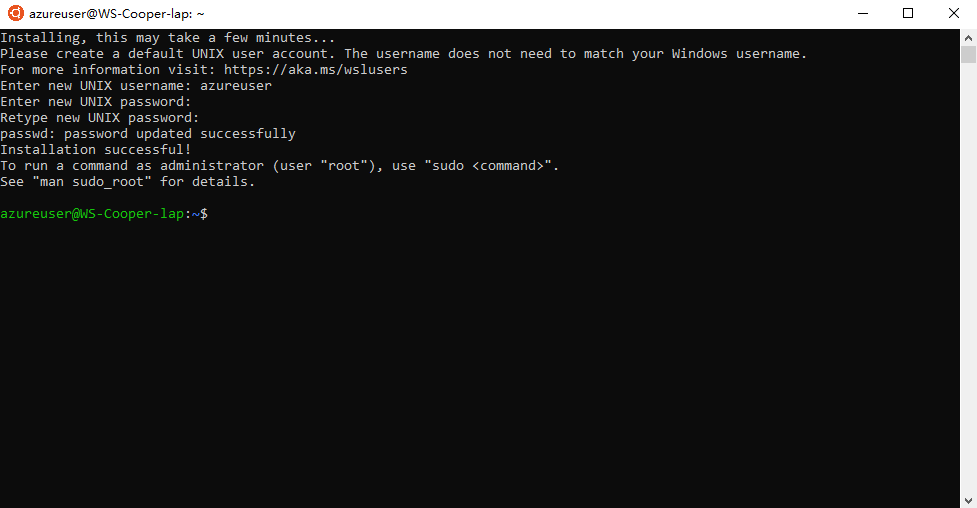 azureuser@WS-Cooper-lap: ~
Installing, this may take a few minutes...
Please create a default UNIX user account. The username does not need to match your Windows username.
For more information visit: https://aka.ms/wslusers
Enter new UNIX username: azureuser
Enter new UNIX password:
Retype new UNIX password:
passwd: password updated successfully
Installation successful!
To run a command as administrator (user "root"), use "sudo <command>".
See "man sudo_root" for details.
azureuser@WS-Cooper-lap:~$